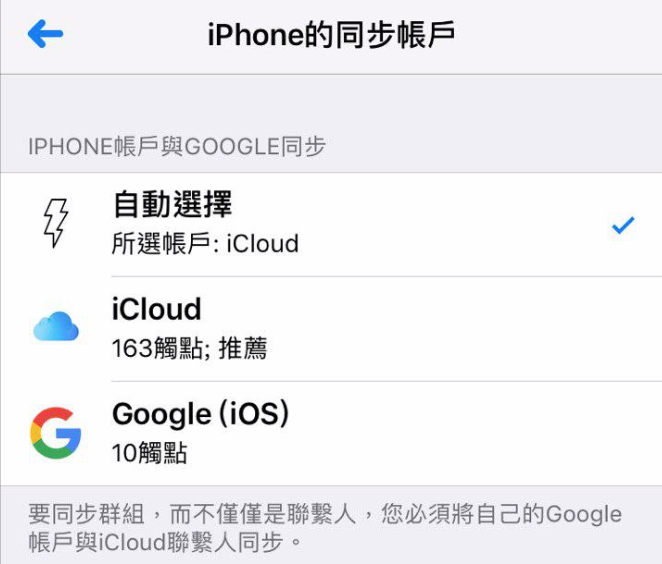 iPhone的同步帳戶
IPHONE帳戶與GOOGLE同步
自動選擇
所選帳戶: iCloud
iCloud
163觸點; 推薦
Google (iOS)
10觸點
要同步群組，而不僅僅是聯繫人，您必須將自己的Google
帳戶與iCloud聯繫人同步。